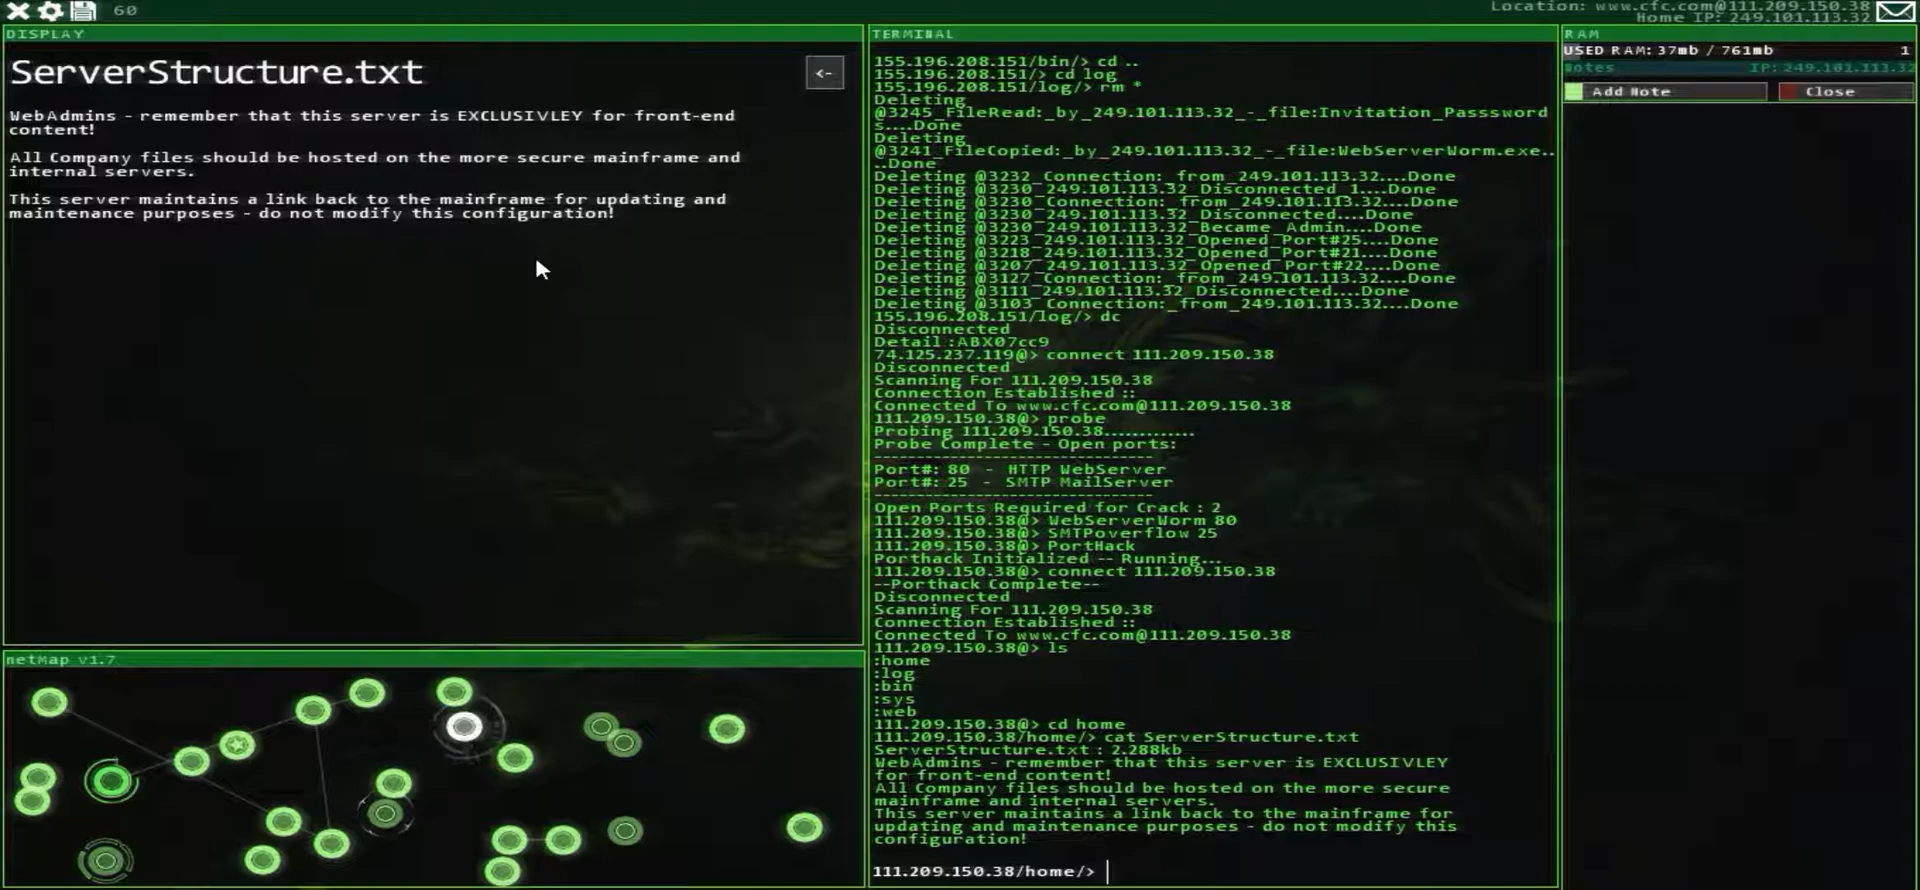 60
Location: www.cfc.com@111.209.150.38
Home IP: 249.101.113.32
DISPLAY
ServerStructure.txt
<-
WebAdmins - remember that this server is EXCLUSIVLEY for front-end
content!
All Company files should be hosted on the more secure mainframe and
internal servers.
This server maintains a link back to the mainframe for updating and
maintenance purposes - do not modify this configuration!
netMap v1.7
TERMINAL
155.196.208.151/bin/> cd ..
155.196.208.151/> cd log
155.196.208.151/log/> rm *
Deleting
@3245_FileRead:_by_249.101.113.32_-_file:Invitation_Passsword
s....Done
Deleting
@3241_FileCopied:_by_249.101.113.32_-_file:WebServerWorm.exe..
..Done
Deleting @3232_Connection:_from_249.101.113.32....Done
Deleting @3230_249.101.113.32_Disconnected_1....Done
Deleting @3230_Connection:_from_249.101.113.32....Done
Deleting @3230_249.101.113.32_Disconnected....Done
Deleting @3230_249.101.113.32_Became_Admin....Done
Deleting @3223_249.101.113.32_Opened_Port#25....Done
Deleting @3218_249.101.113.32_Opened_Port#21....Done
Deleting @3207_249.101.113.32_Opened_Port#22....Done
Deleting @3127_Connection:_from_249.101.113.32....Done
Deleting @3111_249.101.113.32_Disconnected....Done
Deleting @3103_Connection:_from_249.101.113.32....Done
155.196.208.151/log/> dc
Disconnected
Detail :ABX07cc9
74.125.237.119@> connect 111.209.150.38
Disconnected
Scanning For 111.209.150.38
Connection Established ::
Connected To www.cfc.com@111.209.150.38
111.209.150.38@> probe
Probing 111.209.150.38.............
Probe Complete - Open ports:
---------------------------------
Port#: 80 - HTTP WebServer
Port#: 25 - SMTP MailServer
---------------------------------
Open Ports Required for Crack : 2
111.209.150.38@> WebServerWorm 80
111.209.150.38@> SMTPoverflow 25
111.209.150.38@> PortHack
Porthack Initialized -- Running...
111.209.150.38@> connect 111.209.150.38
--Porthack Complete--
Disconnected
Scanning For 111.209.150.38
Connection Established ::
Connected To www.cfc.com@111.209.150.38
111.209.150.38@> ls
:home
:log
:bin
:sys
:web
111.209.150.38@> cd home
111.209.150.38/home/> cat ServerStructure.txt
ServerStructure.txt : 2.288kb
WebAdmins - remember that this server is EXCLUSIVLEY
for front-end content!
All Company files should be hosted on the more secure
mainframe and internal servers.
This server maintains a link back to the mainframe for
updating and maintenance purposes - do not modify this
configuration!
111.209.150.38/home/>
RAM
USED RAM: 37mb / 761mb 1
Notes IP: 249.101.113.32
Add Note Close